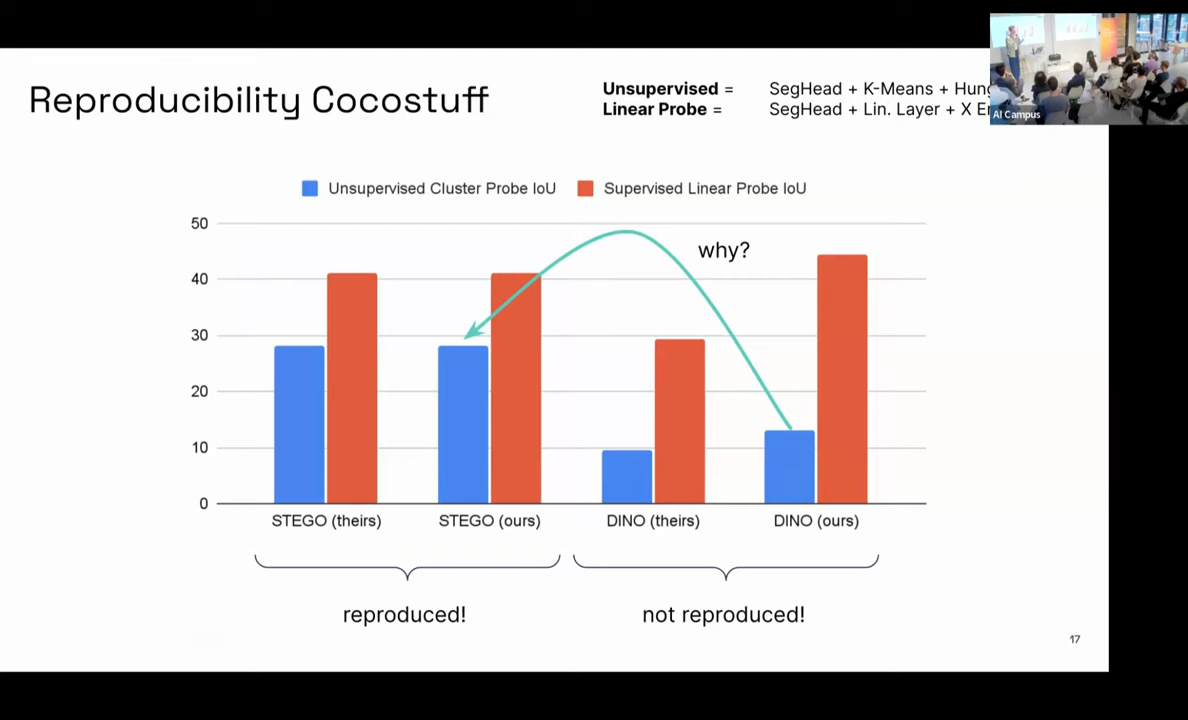 Reproducibility Cocostuff
Unsupervised = SegHead + K-Means +
Linear Probe = SegHead + Lin. Layer + X
AI Campus
Unsupervised Cluster Probe IoU
Supervised Linear Probe IoU
why?
50
40
30
20
10
0
STEGO (theirs)
STEGO (ours)
DINO (theirs)
DINO (ours)
reproduced!
not reproduced!
17